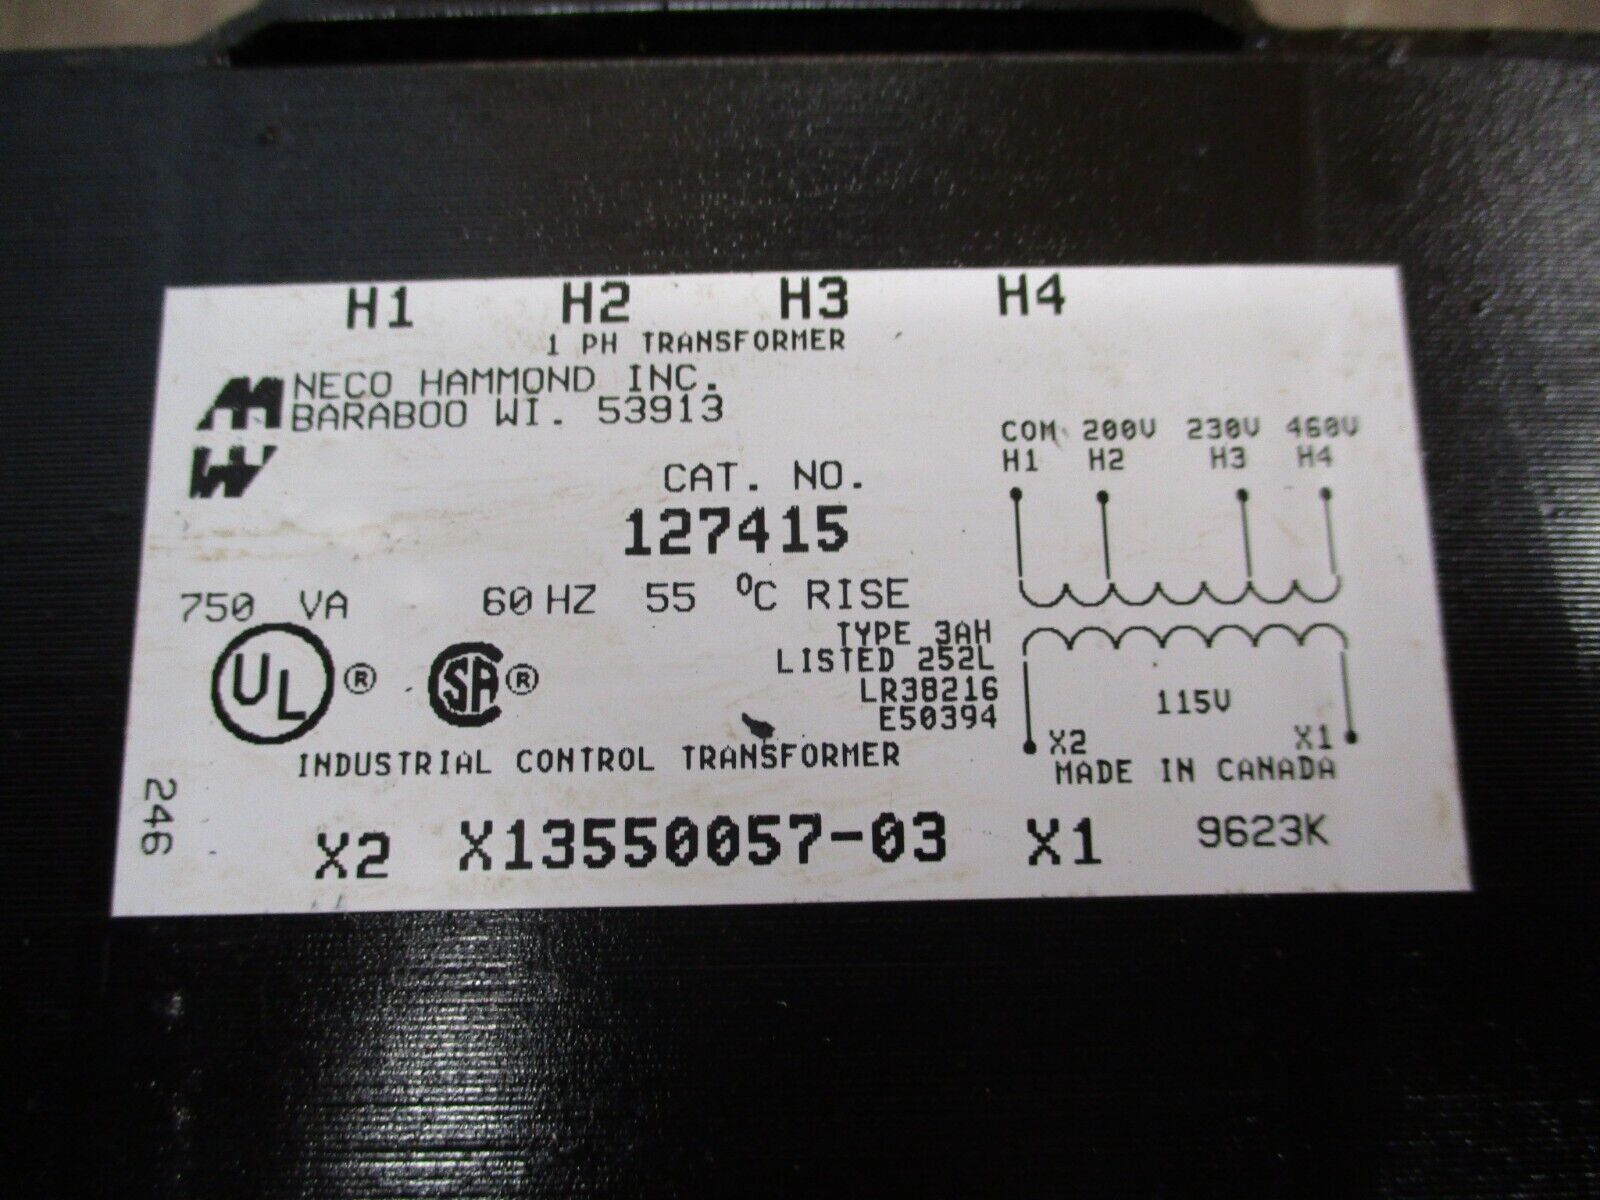 H1 H2 H3 H4
1 PH TRANSFORMER
NECO HAMMOND INC.
BARABOO WI. 53913
CAT. NO.
127415
750 VA 60 HZ 55 °C RISE
TYPE 3AH
LISTED 252L
LR38216
E50394
UL ® SA ®
INDUSTRIAL CONTROL TRANSFORMER
COM 200V 230V 460V
H1 H2 H3 H4
115V
X2 X1
MADE IN CANADA
246
X2 X13550057-03 X1 9623K